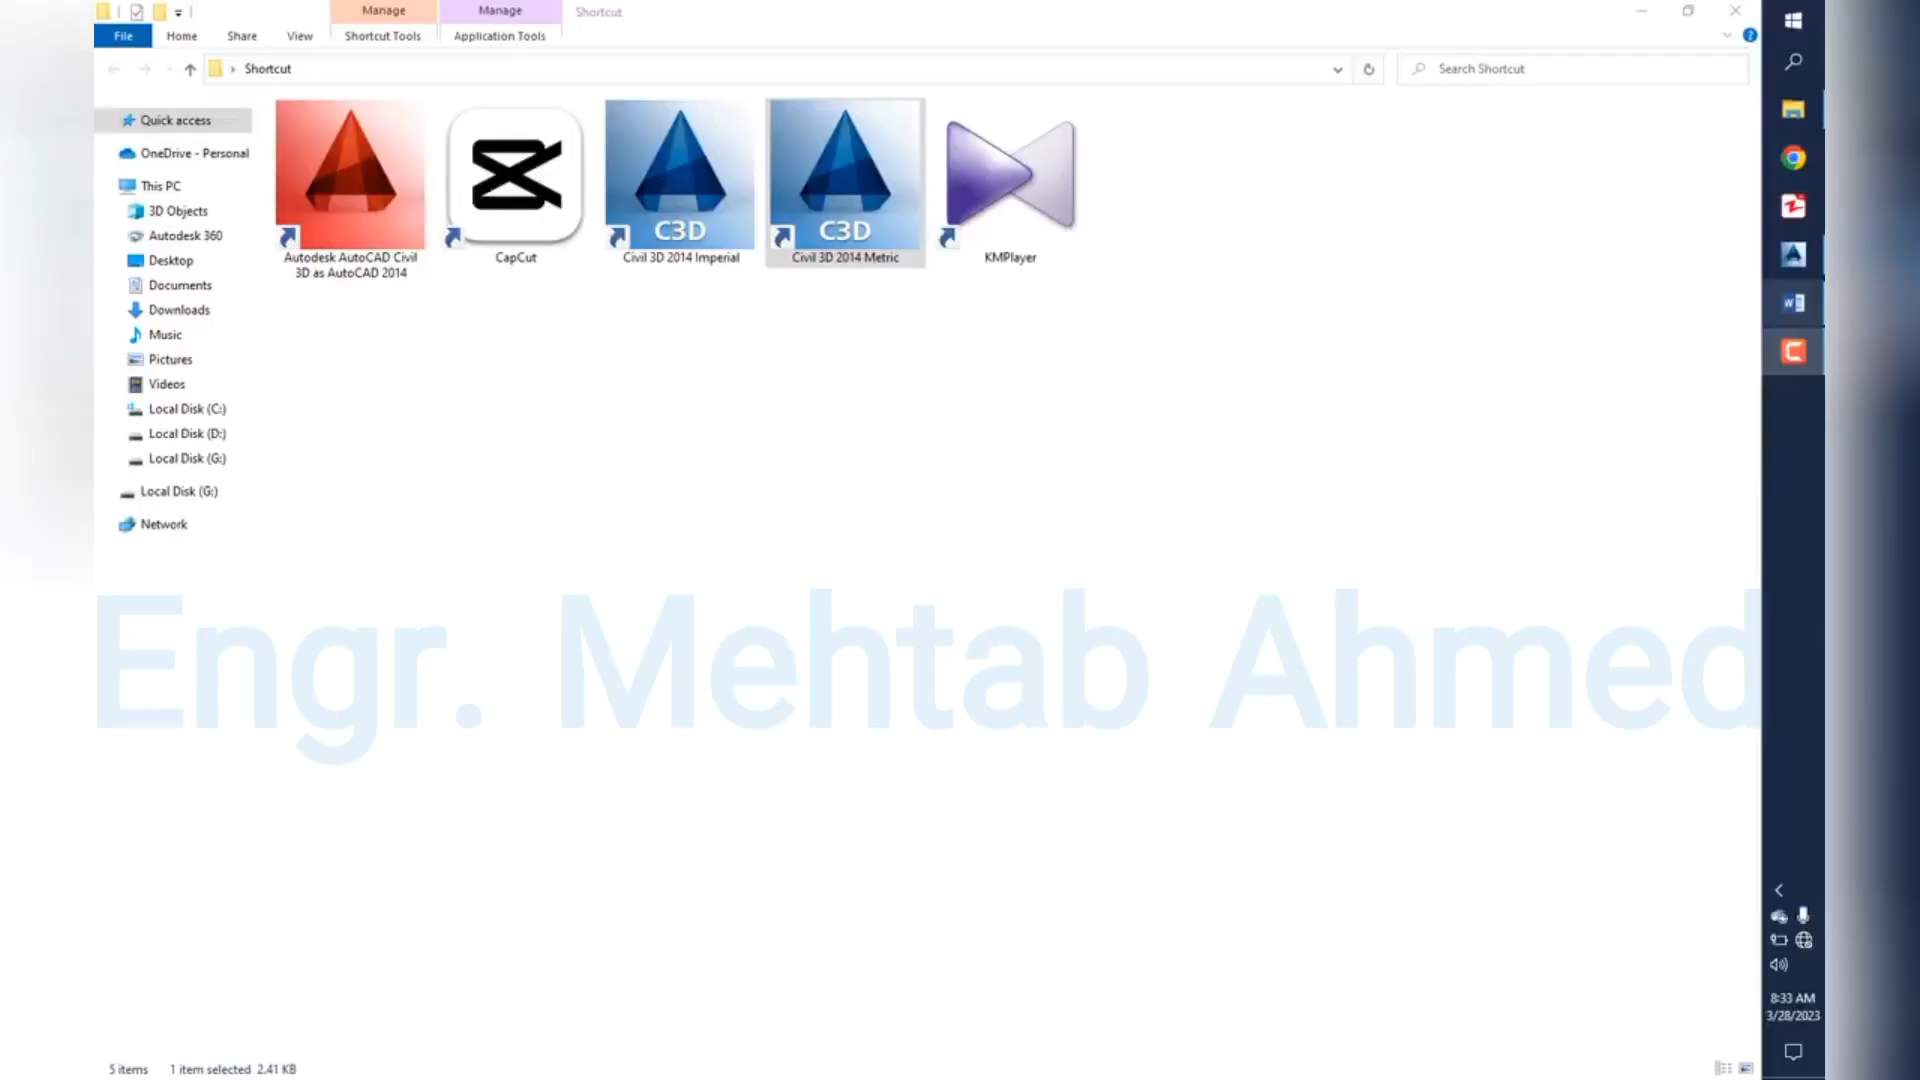 Manage
Manage
Shortcut
File
Home
Share
View
Shortcut Tools
Application Tools
Shortcut
Search Shortcut
Quick access
OneDrive - Personal
This PC
3D Objects
Autodesk 360
Desktop
Documents
Downloads
Music
Pictures
Videos
Local Disk (C:)
Local Disk (D:)
Local Disk (G:)
Local Disk (G:)
Network
Autodesk AutoCAD Civil
3D as AutoCAD 2014
CapCut
C3D
Civil 3D 2014 Imperial
C3D
Civil 3D 2014 Metric
KMPlayer
Engr. Mehtab Ahmed
8:33 AM
3/28/2023
5 items
1 item selected 2.41 KB